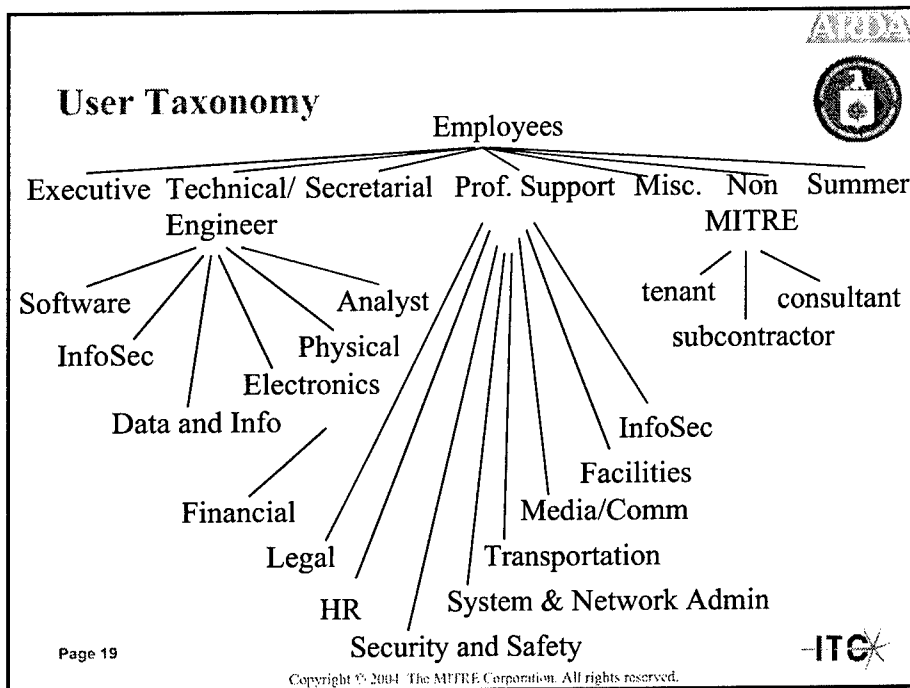 ARDA
User Taxonomy
Employees
Executive Technical/ Secretarial Prof. Support Misc. Non Summer
Engineer MITRE
Software Analyst tenant consultant
InfoSec Physical subcontractor
Electronics
Data and Info InfoSec
Facilities
Financial Media/Comm
Legal Transportation
HR System & Network Admin
Security and Safety
Page 19
ITC
Copyright © 2004 The MITRE Corporation. All rights reserved.